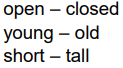 open – closed
young – old
short – tall